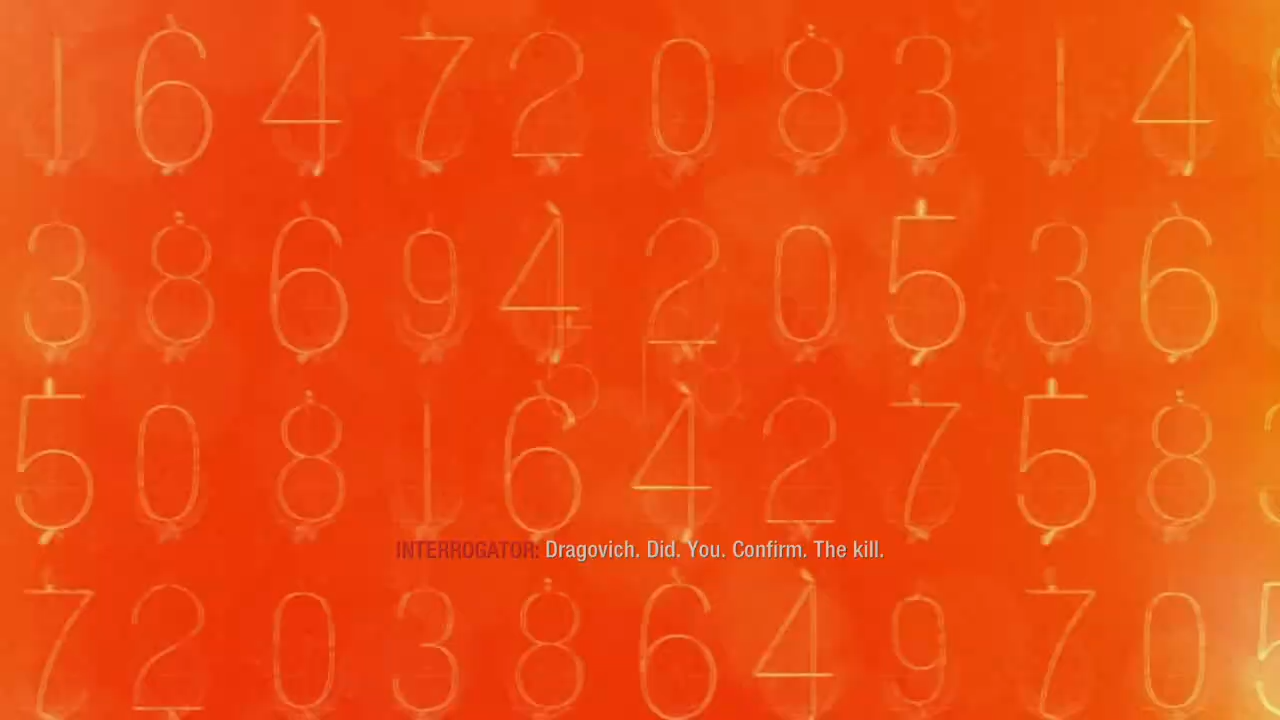 1 6 4 7 2 0 8 3 1 4
3 8 6 9 4 2 0 5 3 6
5 0 8 1 6 4 2 7 5 8
INTERROGATOR: Dragovich. Did. You. Confirm. The kill.
7 2 0 3 8 6 4 9 7 0 5